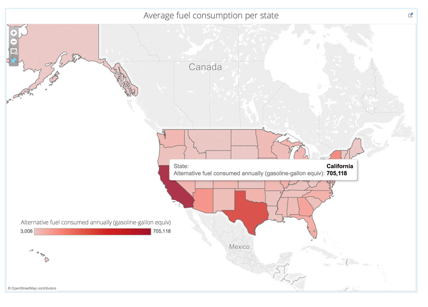 Average fuel consumption per state
Canada
State: California
Alternative fuel consumed annually (gasoline-gallon equiv): 705,118
Alternative fuel consumed annually (gasoline-gallon equiv)
3,008 705,118
Mexico
© OpenStreetMap contributors